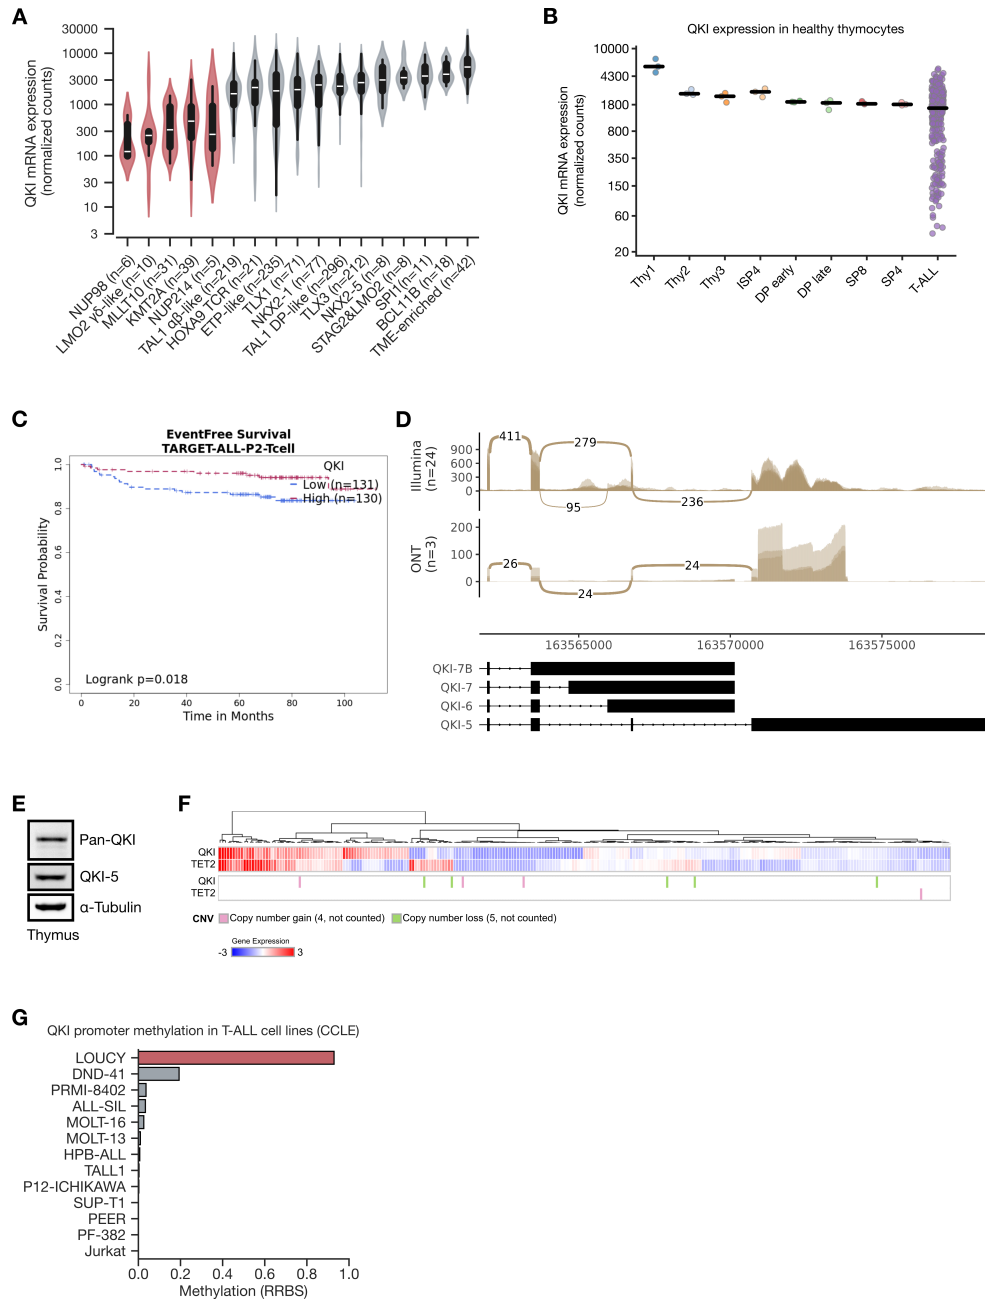 A
30000
10000
3000
1000
300
100
30
10
3
QKI mRNA expression
(normalized counts)
NUP98 (n=6)
LMO2 γδ-like (n=10)
MLLT10 (n=31)
KMT2A (n=39)
NUP214 (n=5)
TAL1 αβ-like (n=219)
HOXA9 TCR (n=21)
ETP-like (n=235)
TLX1 (n=71)
NKX2-1 (n=77)
TAL1 DP-like (n=296)
TLX3 (n=212)
NKX2-5 (n=8)
STAG2&LMO2 (n=8)
SPI1(n=11)
BCL11B (n=18)
TME-enriched (n=42)
B
QKI expression in healthy thymocytes
10000
4300
1800
800
350
150
60
20
QKI mRNA expression
(normalized counts)
Thy1
Thy2
Thy3
ISP4
DP early
DP late
SP8
SP4
T-ALL
C
EventFree Survival
TARGET-ALL-P2-Tcell
QKI
Low (n=131)
High (n=130)
1.0
0.8
0.6
0.4
0.2
0.0
Survival Probability
Logrank p=0.018
0 20 40 60 80 100
Time in Months
D
Illumina
(n=24)
900
600
300
0
411
279
95
236
ONT
(n=3)
200
100
0
26
24
24
163565000 163570000 163575000
QKI-7B
QKI-7
QKI-6
QKI-5
E
Pan-QKI
QKI-5
α-Tubulin
Thymus
F
QKI
TET2
QKI
TET2
CNV Copy number gain (4, not counted) Copy number loss (5, not counted)
Gene Expression
-3 3
G
QKI promoter methylation in T-ALL cell lines (CCLE)
LOUCY
DND-41
PRMI-8402
ALL-SIL
MOLT-16
MOLT-13
HPB-ALL
TALL1
P12-ICHIKAWA
SUP-T1
PEER
PF-382
Jurkat
0.0 0.2 0.4 0.6 0.8 1.0
Methylation (RRBS)